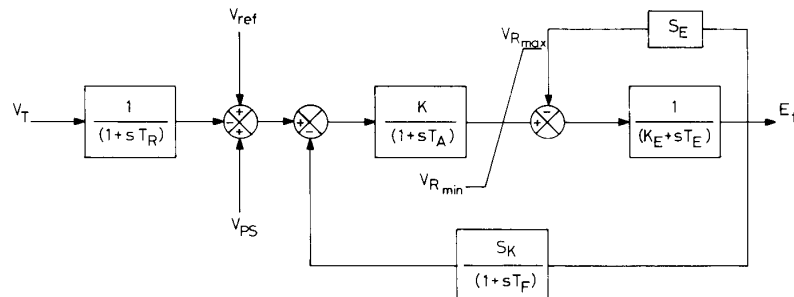 V_ref
V_Rmax
S_E
V_T
1
(1+sT_R)
+
-
+
+
-
K
(1+sT_A)
-
+
1
(K_E+sT_E)
E_f
V_Rmin
V_PS
S_K
(1+sT_F)